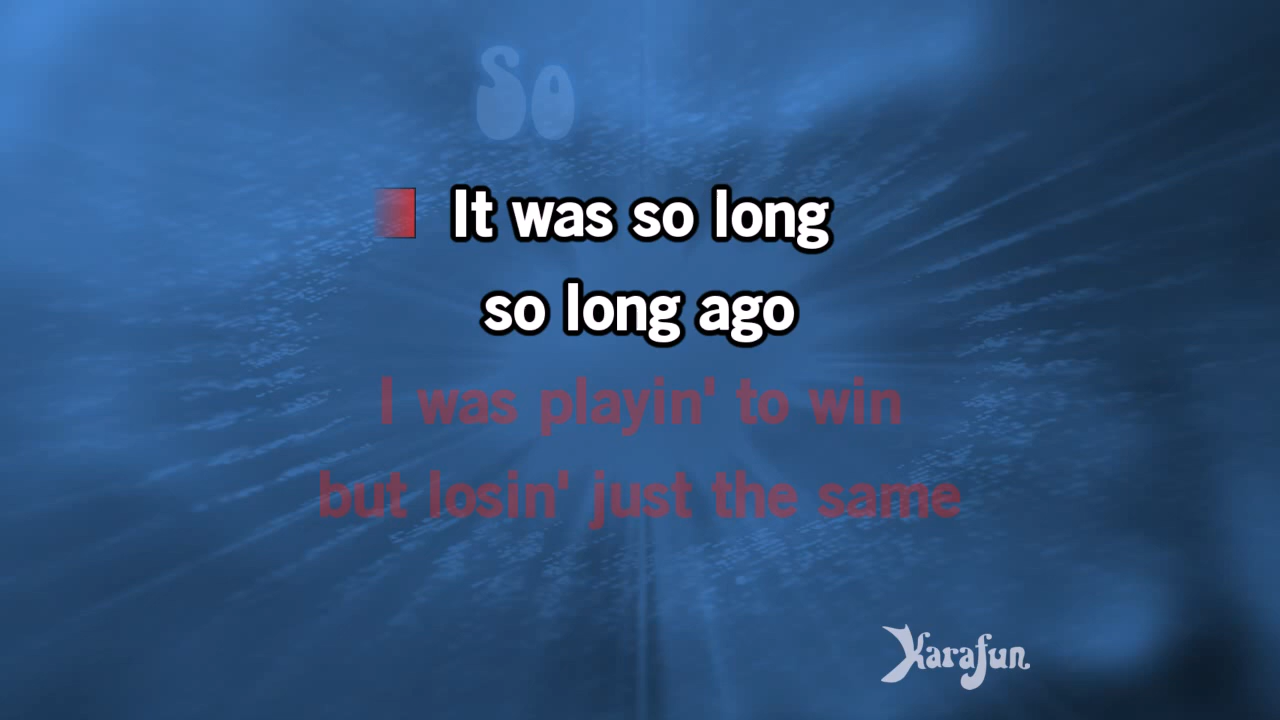 So
It was so long
so long ago
I was playin' to win
but losin' just the same
Karafun